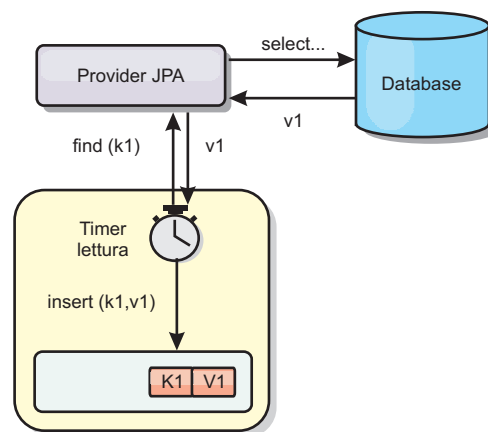 select...
Provider JPA
Database
v1
find (k1)
v1
Timer
lettura
insert (k1,v1)
K1 V1